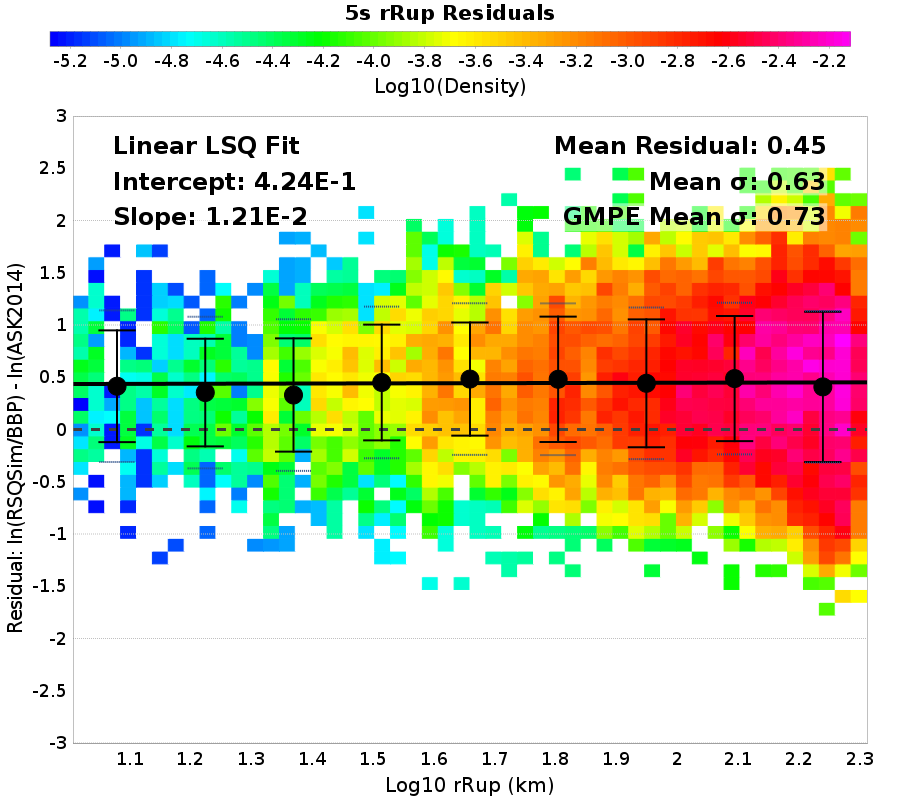 5s rRup Residuals
-5.2 -5.0 -4.8 -4.6 -4.4 -4.2 -4.0 -3.8 -3.6 -3.4 -3.2 -3.0 -2.8 -2.6 -2.4 -2.2
Log10(Density)
Linear LSQ Fit
Intercept: 4.24E-1
Slope: 1.21E-2
Mean Residual: 0.45
Mean σ: 0.63
GMPE Mean σ: 0.73
Residual: ln(RSQSim/BBP) - ln(ASK2014)
3
2.5
2
1.5
1
0.5
0
-0.5
-1
-1.5
-2
-2.5
-3
1.1 1.2 1.3 1.4 1.5 1.6 1.7 1.8 1.9 2 2.1 2.2 2.3
Log10 rRup (km)